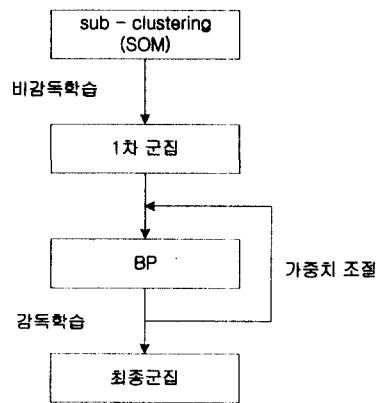 sub - clustering
(SOM)
비감독학습
1차 군집
BP
가중치 조절
감독학습
최종군집